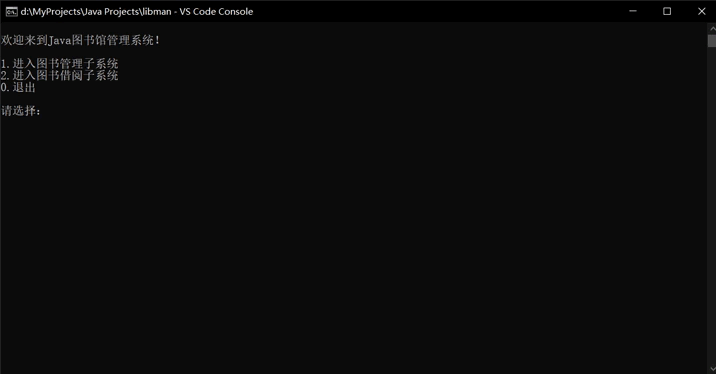 d:\MyProjects\Java Projects\libman - VS Code Console
欢迎来到Java图书馆管理系统!
1.进入图书管理子系统
2.进入图书借阅子系统
0.退出
请选择: